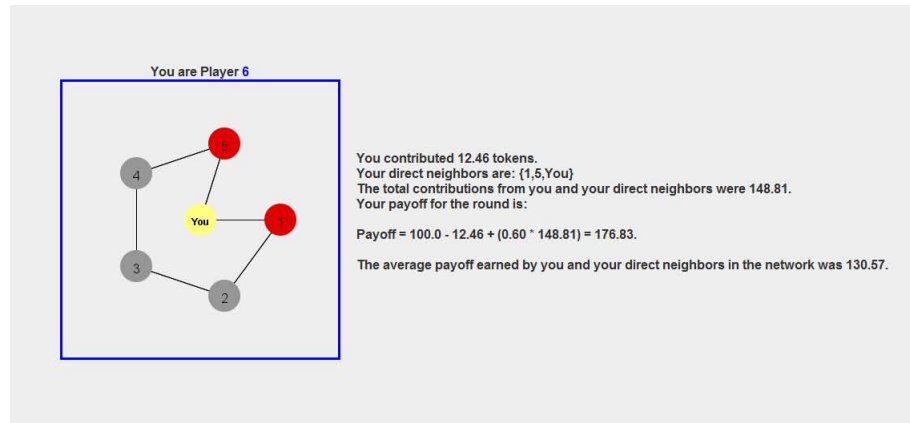 You are Player 6
5
4
You
1
3
2
You contributed 12.46 tokens.
Your direct neighbors are: {1,5,You}
The total contributions from you and your direct neighbors were 148.81.
Your payoff for the round is:
Payoff = 100.0 - 12.46 + (0.60 * 148.81) = 176.83.
The average payoff earned by you and your direct neighbors in the network was 130.57.